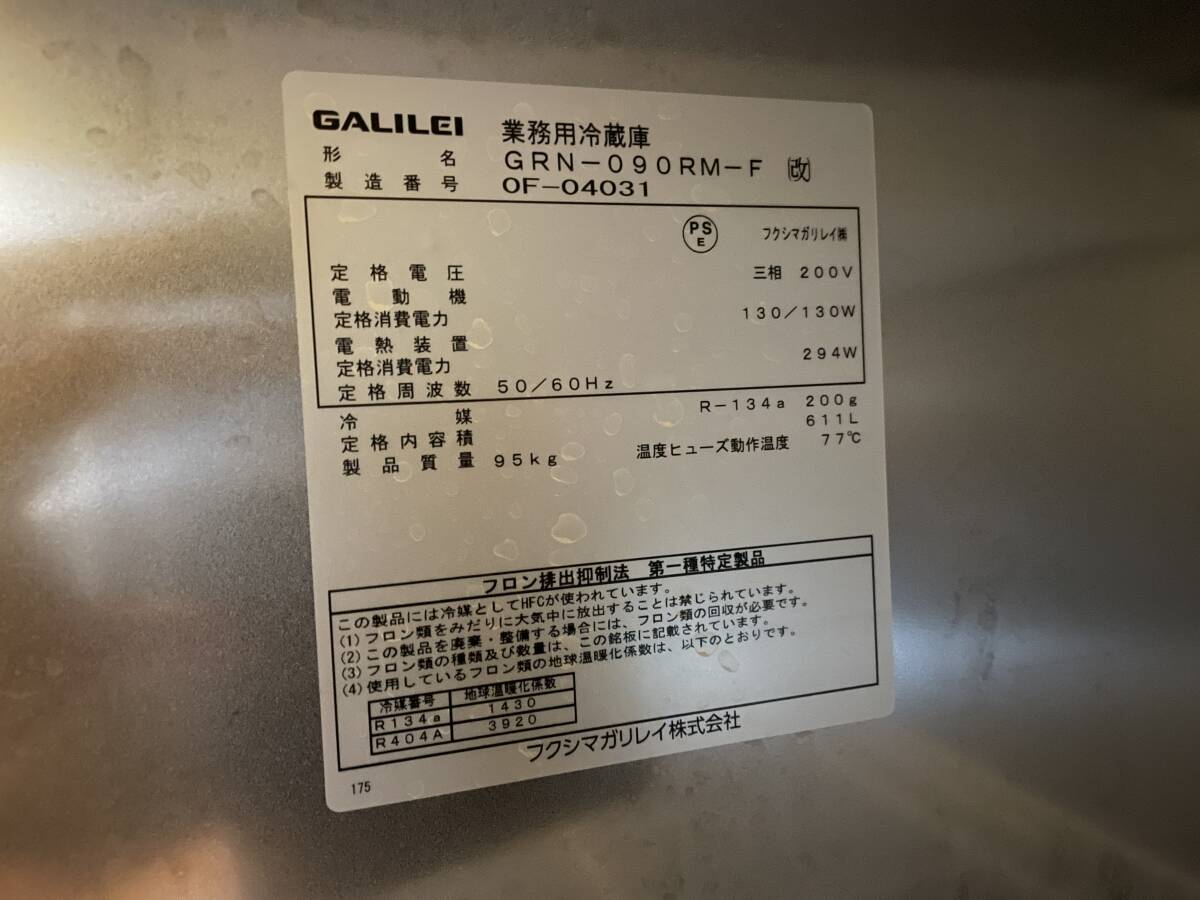 GALILEI 業務用冷蔵庫
形名 GRN-090RM-F ㊢改
製造番号 0F-04031
PS E フクシマガリレイ㈱
定格電圧 三相 200V
電動機
定格消費電力 130/130W
電熱装置
定格消費電力 294W
定格周波数 50/60Hz
冷媒 R-134a 200g
定格内容積 611L
製品質量 95kg 温度ヒューズ動作温度 77℃
フロン排出抑制法 第一種特定製品
この製品には冷媒としてHFCが使われています。
(1)フロン類をみだりに大気中に放出することは禁じられています。
(2)この製品を廃棄・整備する場合には、フロン類の回収が必要です。
(3)フロン類の種類及び数量は、この銘板に記載されています。
(4)使用しているフロン類の地球温暖化係数は、以下のとおりです。
冷媒番号 地球温暖化係数
R134a 1430
R404A 3920
フクシマガリレイ株式会社
175